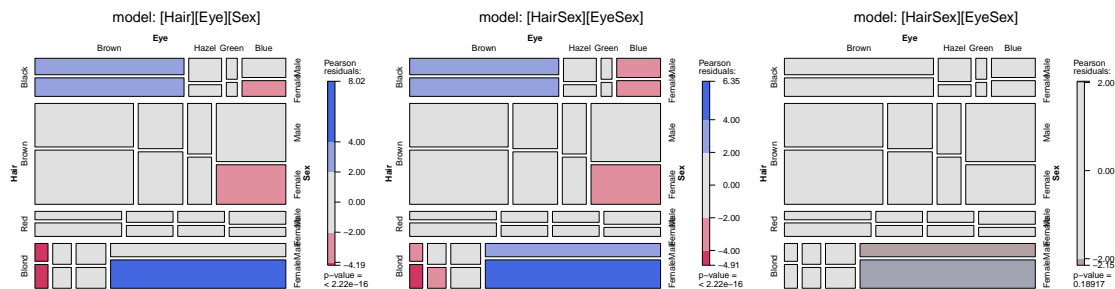 model: [Hair][Eye][Sex]
Eye
Brown Hazel Green Blue
Black
Brown
Red
Blond
Hair
Male
Female
Male
Female
Male
Female
Male
Female
Sex
Pearson
residuals:
8.02
4.00
2.00
0.00
−2.00
−4.19
p−value =
< 2.22e−16
model: [HairSex][EyeSex]
Eye
Brown Hazel Green Blue
Black
Brown
Red
Blond
Hair
Male
Female
Male
Female
Male
Female
Male
Female
Sex
Pearson
residuals:
6.35
4.00
2.00
0.00
−2.00
−4.00
−4.91
p−value =
< 2.22e−16
model: [HairSex][EyeSex]
Eye
Brown Hazel Green Blue
Black
Brown
Red
Blond
Hair
Male
Female
Male
Female
Male
Female
Male
Female
Sex
Pearson
residuals:
2.00
0.00
−2.00
−2.15
p−value =
0.18917